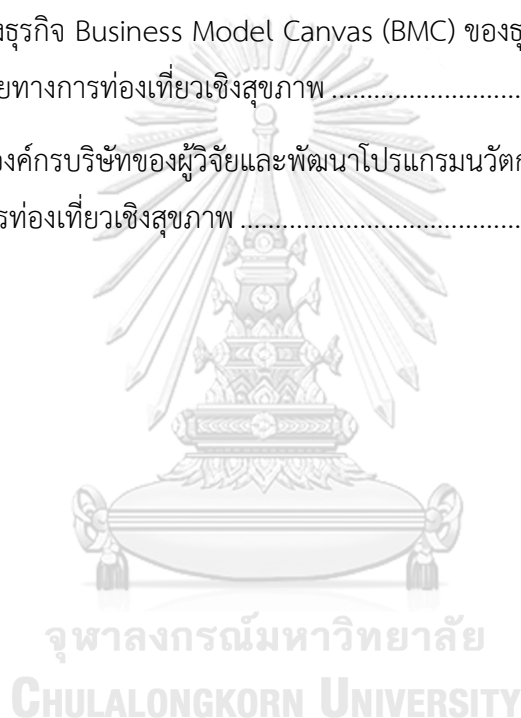 งธุรกิจ Business Model Canvas (BMC) ของธุ
ยทางการท่องเที่ยวเชิงสุขภาพ ............................
องค์กรบริษัทของผู้วิจัยและพัฒนาโปรแกรมนวัตก
รท่องเที่ยวเชิงสุขภาพ ........................................
จุฬาลงกรณ์มหาวิทยาลัย
CHULALONGKORN UNIVERSITY